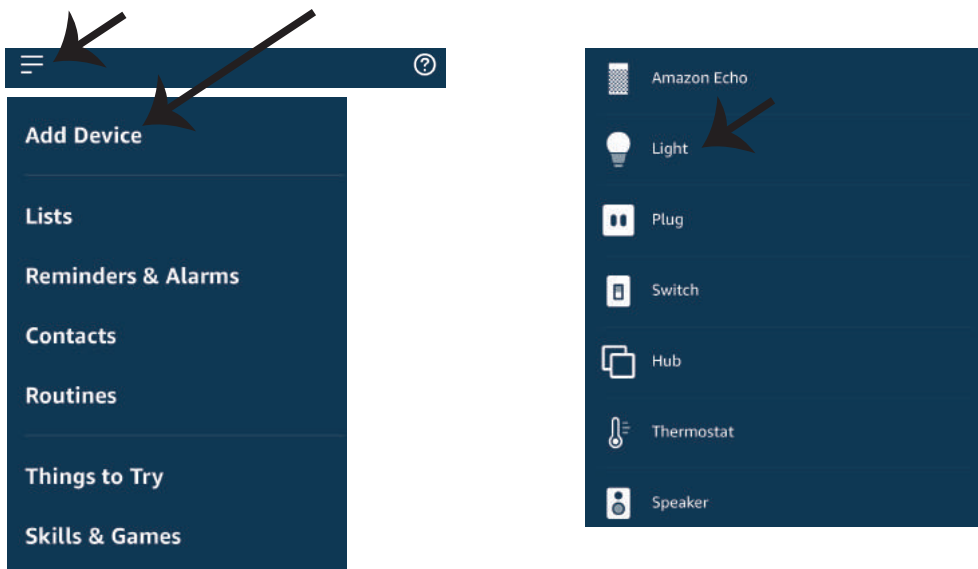 ?
Add Device
Lists
Reminders & Alarms
Contacts
Routines
Things to Try
Skills & Games
Amazon Echo
Light
Plug
Switch
Hub
Thermostat
Speaker